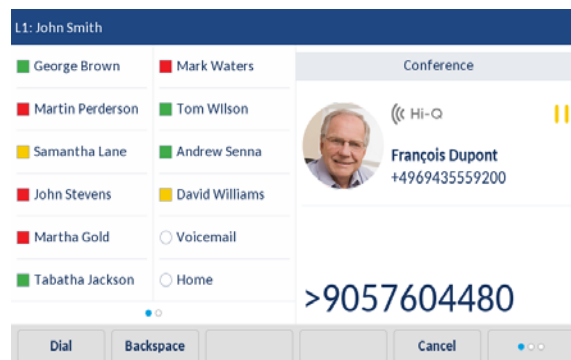 L1: John Smith
George Brown
Mark Waters
Conference
Martin Perderson
Tom WIlson
Hi-Q
Samantha Lane
Andrew Senna
François Dupont
+4969435559200
John Stevens
David Williams
Martha Gold
Voicemail
Tabatha Jackson
Home
>9057604480
Dial
Backspace
Cancel